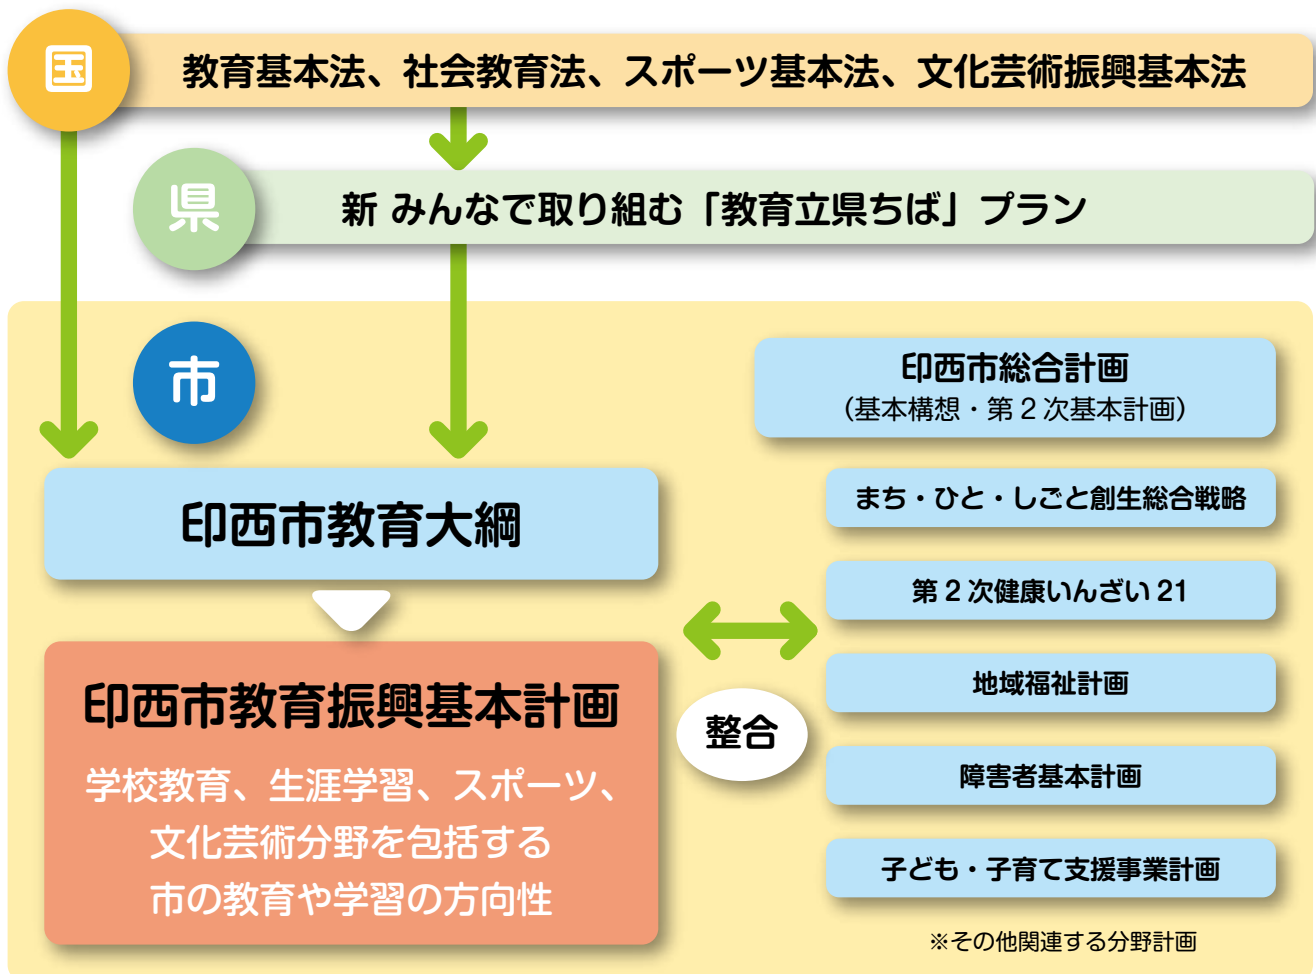 国
教育基本法、社会教育法、スポーツ基本法、文化芸術振興基本法
県
新 みんなで取り組む「教育立県ちば」プラン
市
印西市総合計画
(基本構想・第2次基本計画)
まち・ひと・しごと創生総合戦略
第2次健康いんざい21
地域福祉計画
障害者基本計画
子ども・子育て支援事業計画
※その他関連する分野計画
印西市教育大綱
印西市教育振興基本計画
学校教育、生涯学習、スポーツ、
文化芸術分野を包括する
市の教育や学習の方向性
整合